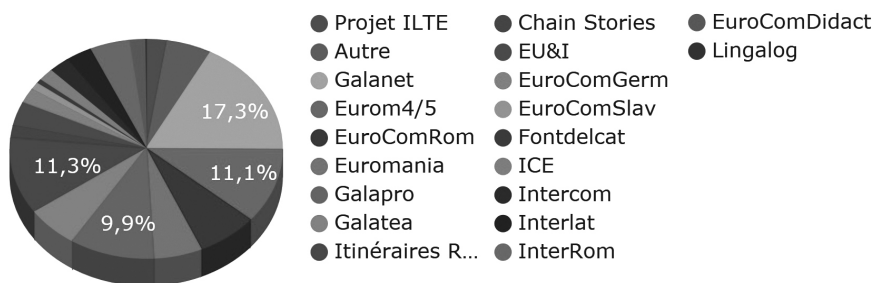 17,3%
11,1%
9,9%
11,3%
Projet ILTE
Autre
Galanet
Eurom4/5
EuroComRom
Euromania
Galapro
Galatea
Itinéraires R...
Chain Stories
EU&I
EuroComGerm
EuroComSlav
Fontdelcat
ICE
Intercom
Interlat
InterRom
EuroComDidact
Lingalog